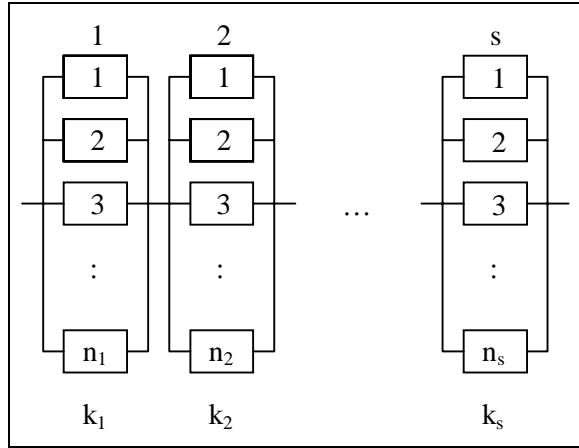 1 2 s
1 1 1
2 2 2
3 3 ... 3
: : :
n₁ n₂ nₛ
k₁ k₂ kₛ